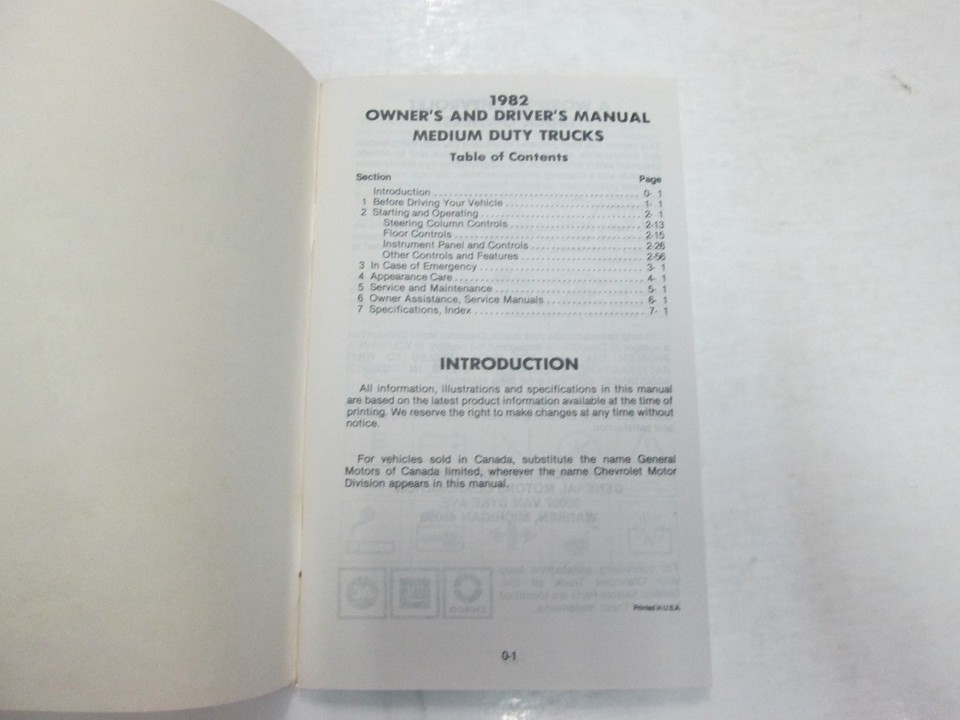 1982
OWNER'S AND DRIVER'S MANUAL
MEDIUM DUTY TRUCKS
Table of Contents
Section Page
Introduction 0- 1
1 Before Driving Your Vehicle 1- 1
2 Starting and Operating 2- 1
Steering Column Controls 2-13
Floor Controls 2-15
Instrument Panel and Controls 2-26
Other Controls and Features 2-56
3 In Case of Emergency 3- 1
4 Appearance Care 4- 1
5 Service and Maintenance 5- 1
6 Owner Assistance, Service Manuals 6- 1
7 Specifications, Index 7- 1
INTRODUCTION
All information, illustrations and specifications in this manual
are based on the latest product information available at the time of
printing. We reserve the right to make changes at any time without
notice.
For vehicles sold in Canada, substitute the name General
Motors of Canada limited, wherever the name Chevrolet Motor
Division appears in this manual.
Printed in U.S.A.
0-1